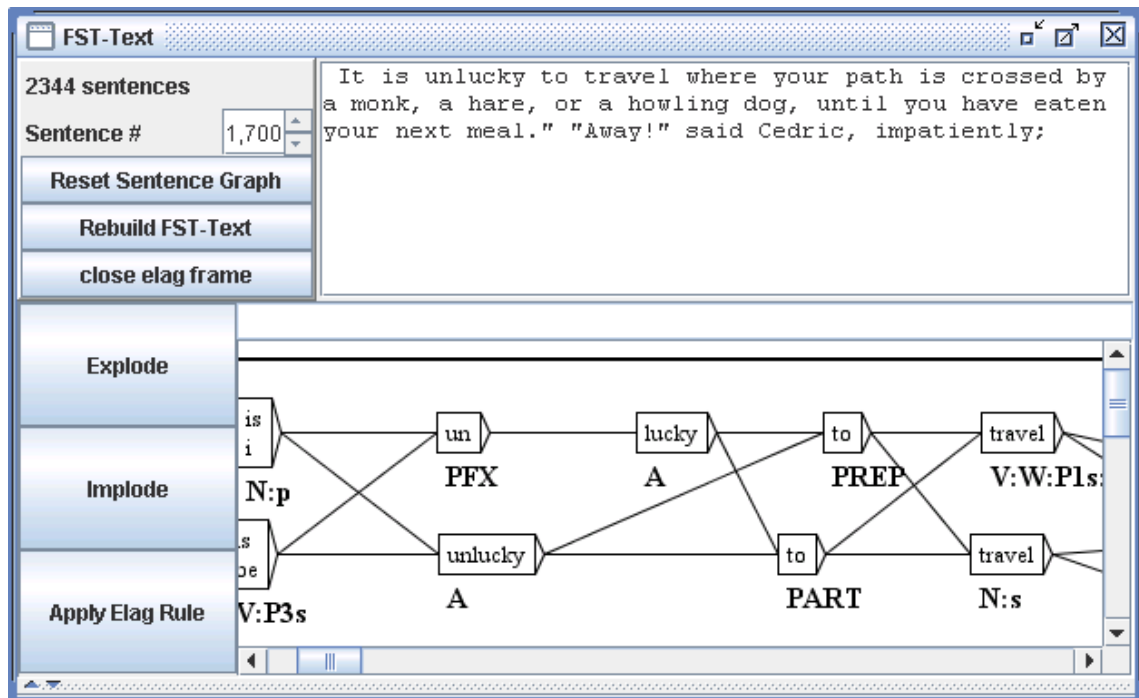 FST-Text
2344 sentences
Sentence # 1,700
Reset Sentence Graph
Rebuild FST-Text
close elag frame
It is unlucky to travel where your path is crossed by
a monk, a hare, or a howling dog, until you have eaten
your next meal." "Away!" said Cedric, impatiently;
Explode
Implode
Apply Elag Rule
is
i
N:p
un
PFX
lucky
A
to
PREP
travel
V:W:P1s:
V:P3s
unlucky
A
to
PART
travel
N:s